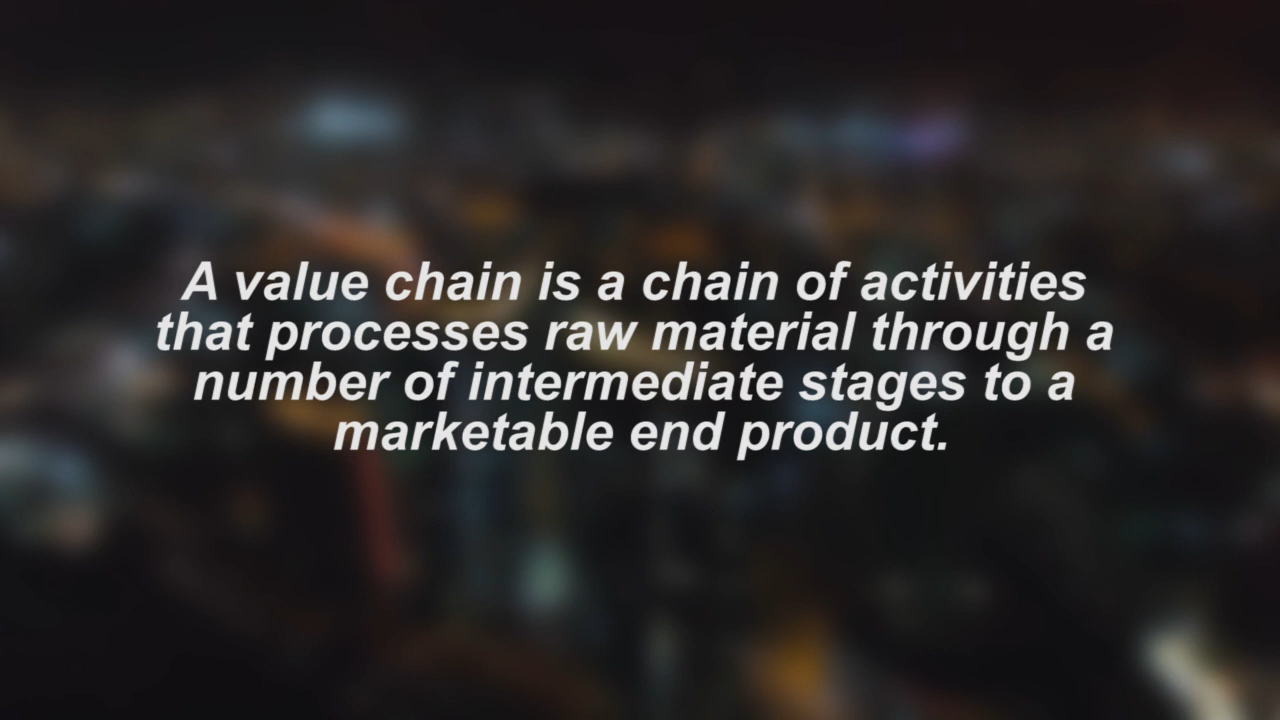 A value chain is a chain of activities
that processes raw material through a
number of intermediate stages to a
marketable end product.